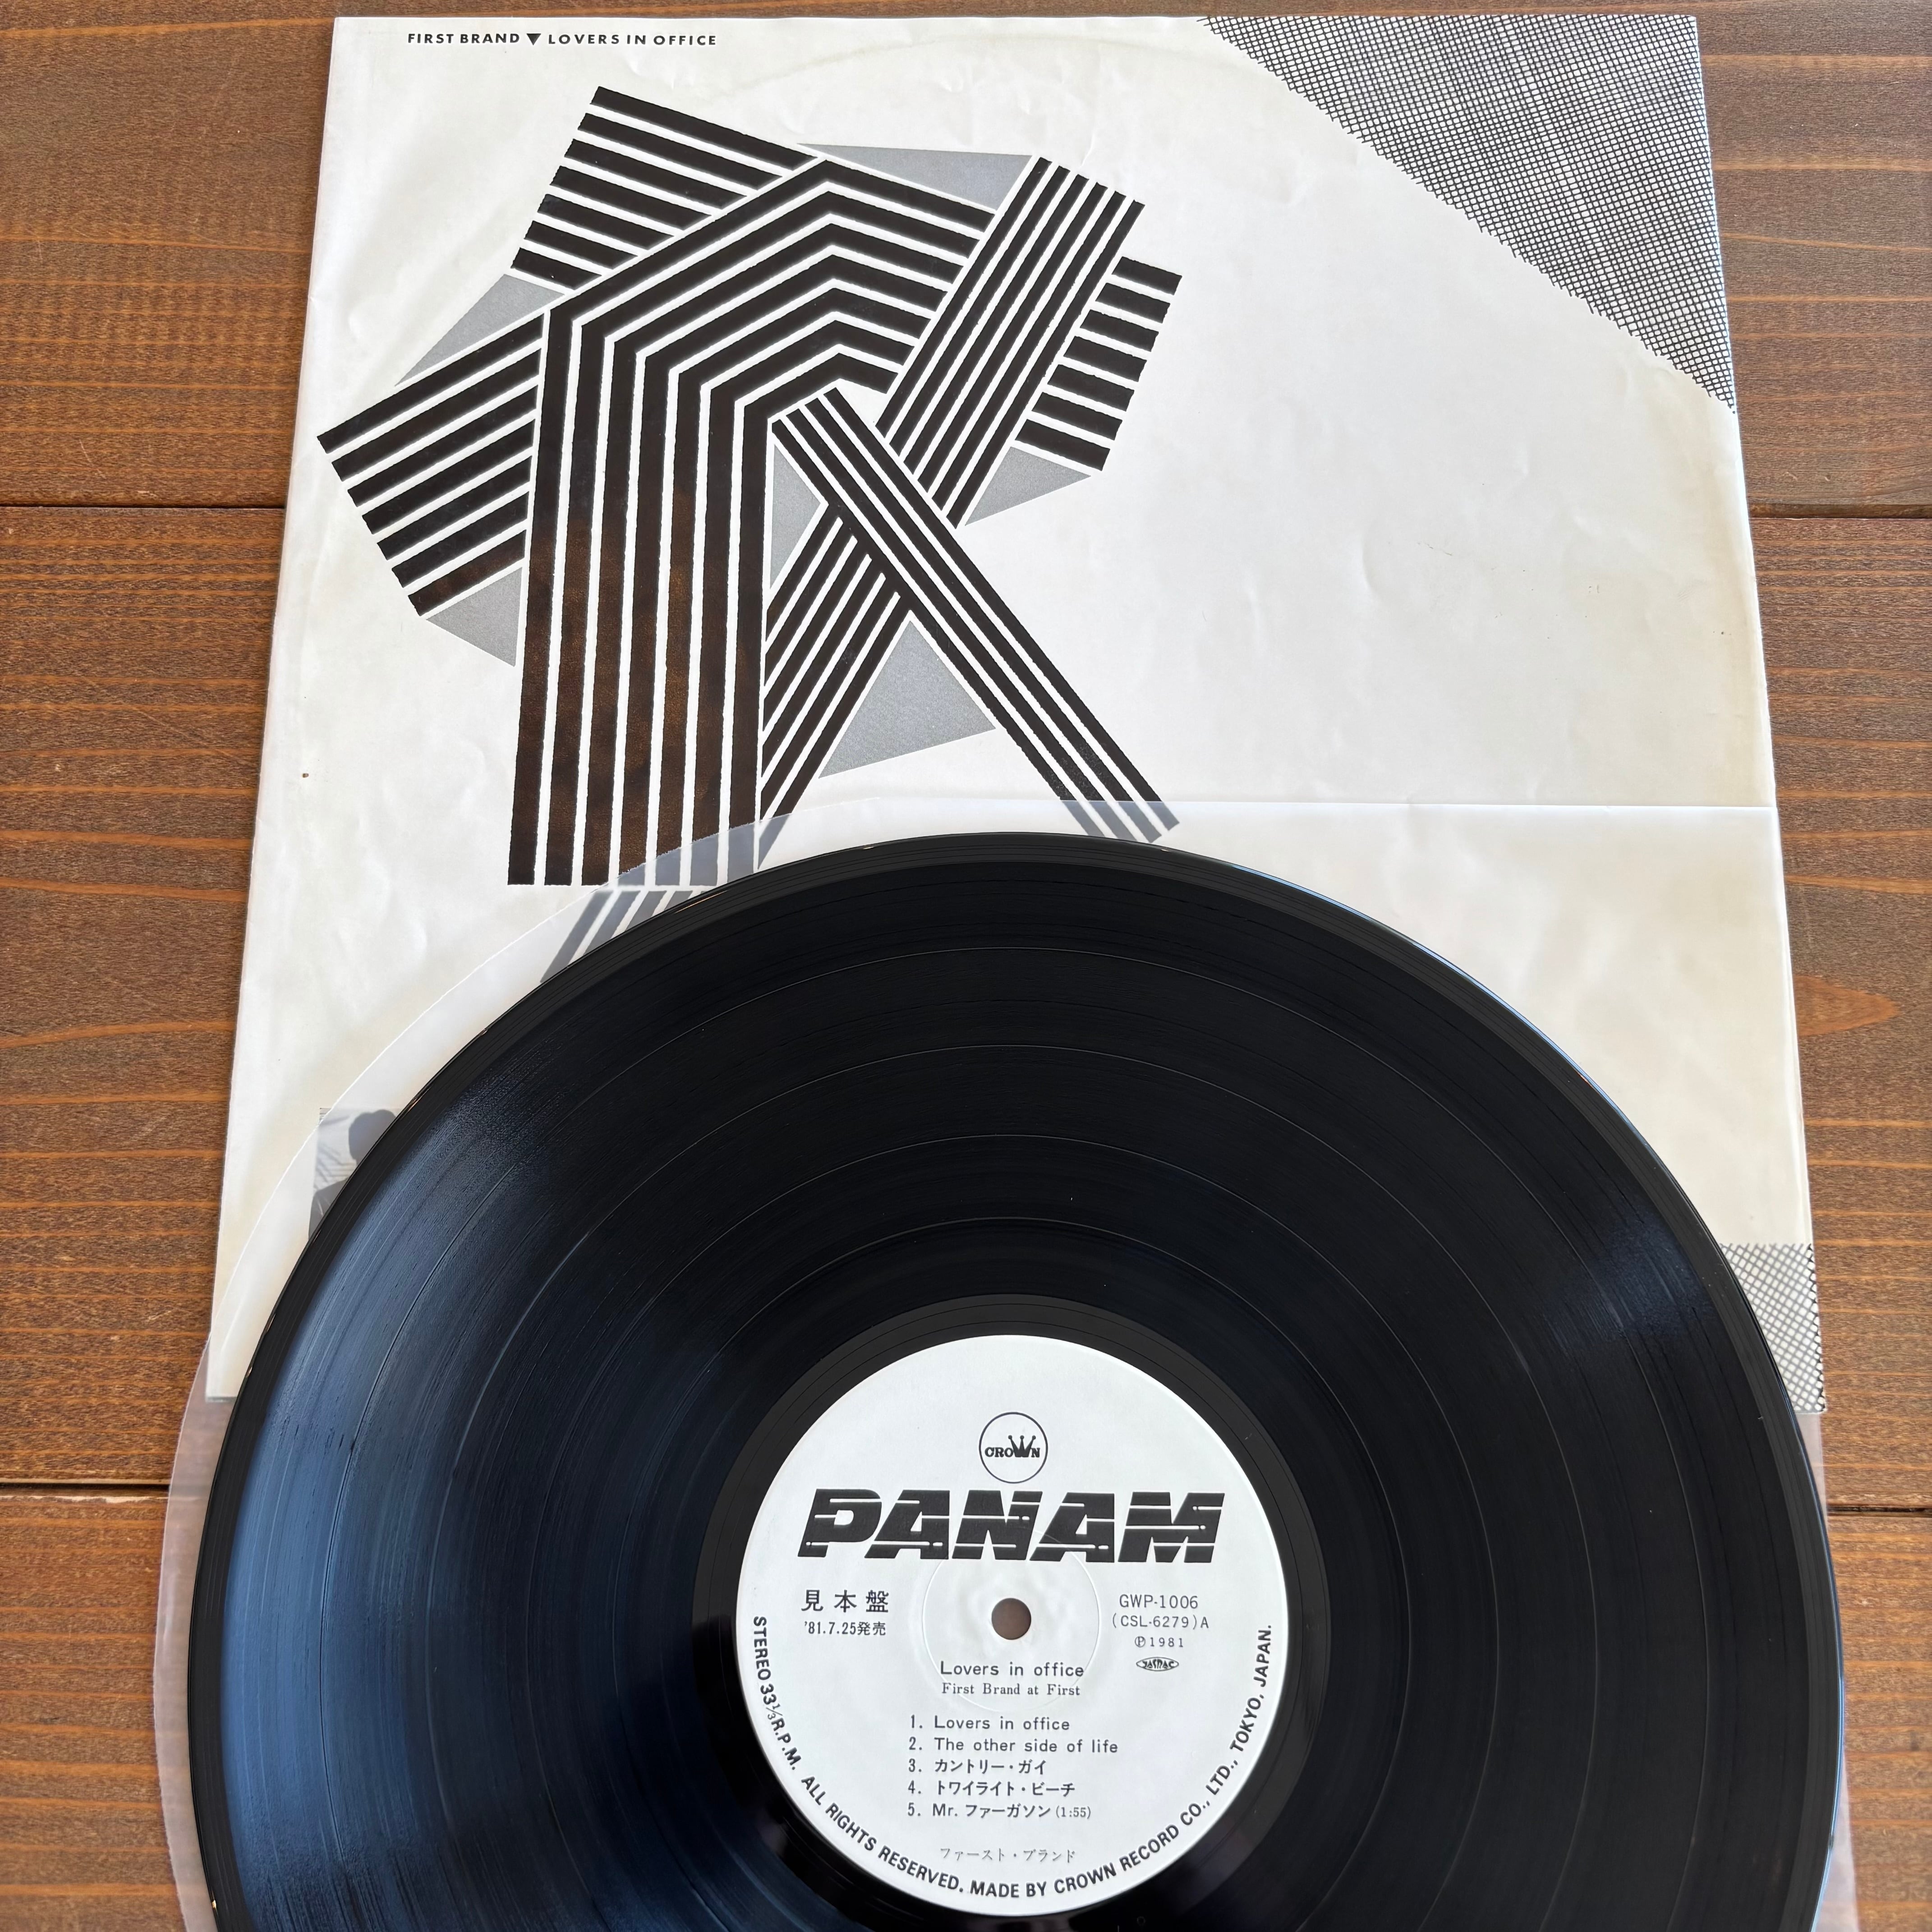 FIRST BRAND▼LOVERS IN OFFICE
CROWN
PANAM
見本盤
'81.7.25発売
GWP-1006
(CSL-6279)A
Ⓟ1981
Lovers in office
First Brand at First
1. Lovers in office
2. The other side of life
3. カントリー・ガイ
4. トワイライト・ビーチ
5. Mr. ファーガソン (1:55)
ファースト・ブランド
STEREO 33⅓R.P.M. ALL RIGHTS RESERVED. MADE BY CROWN RECORD CO., LTD., TOKYO, JAPAN.